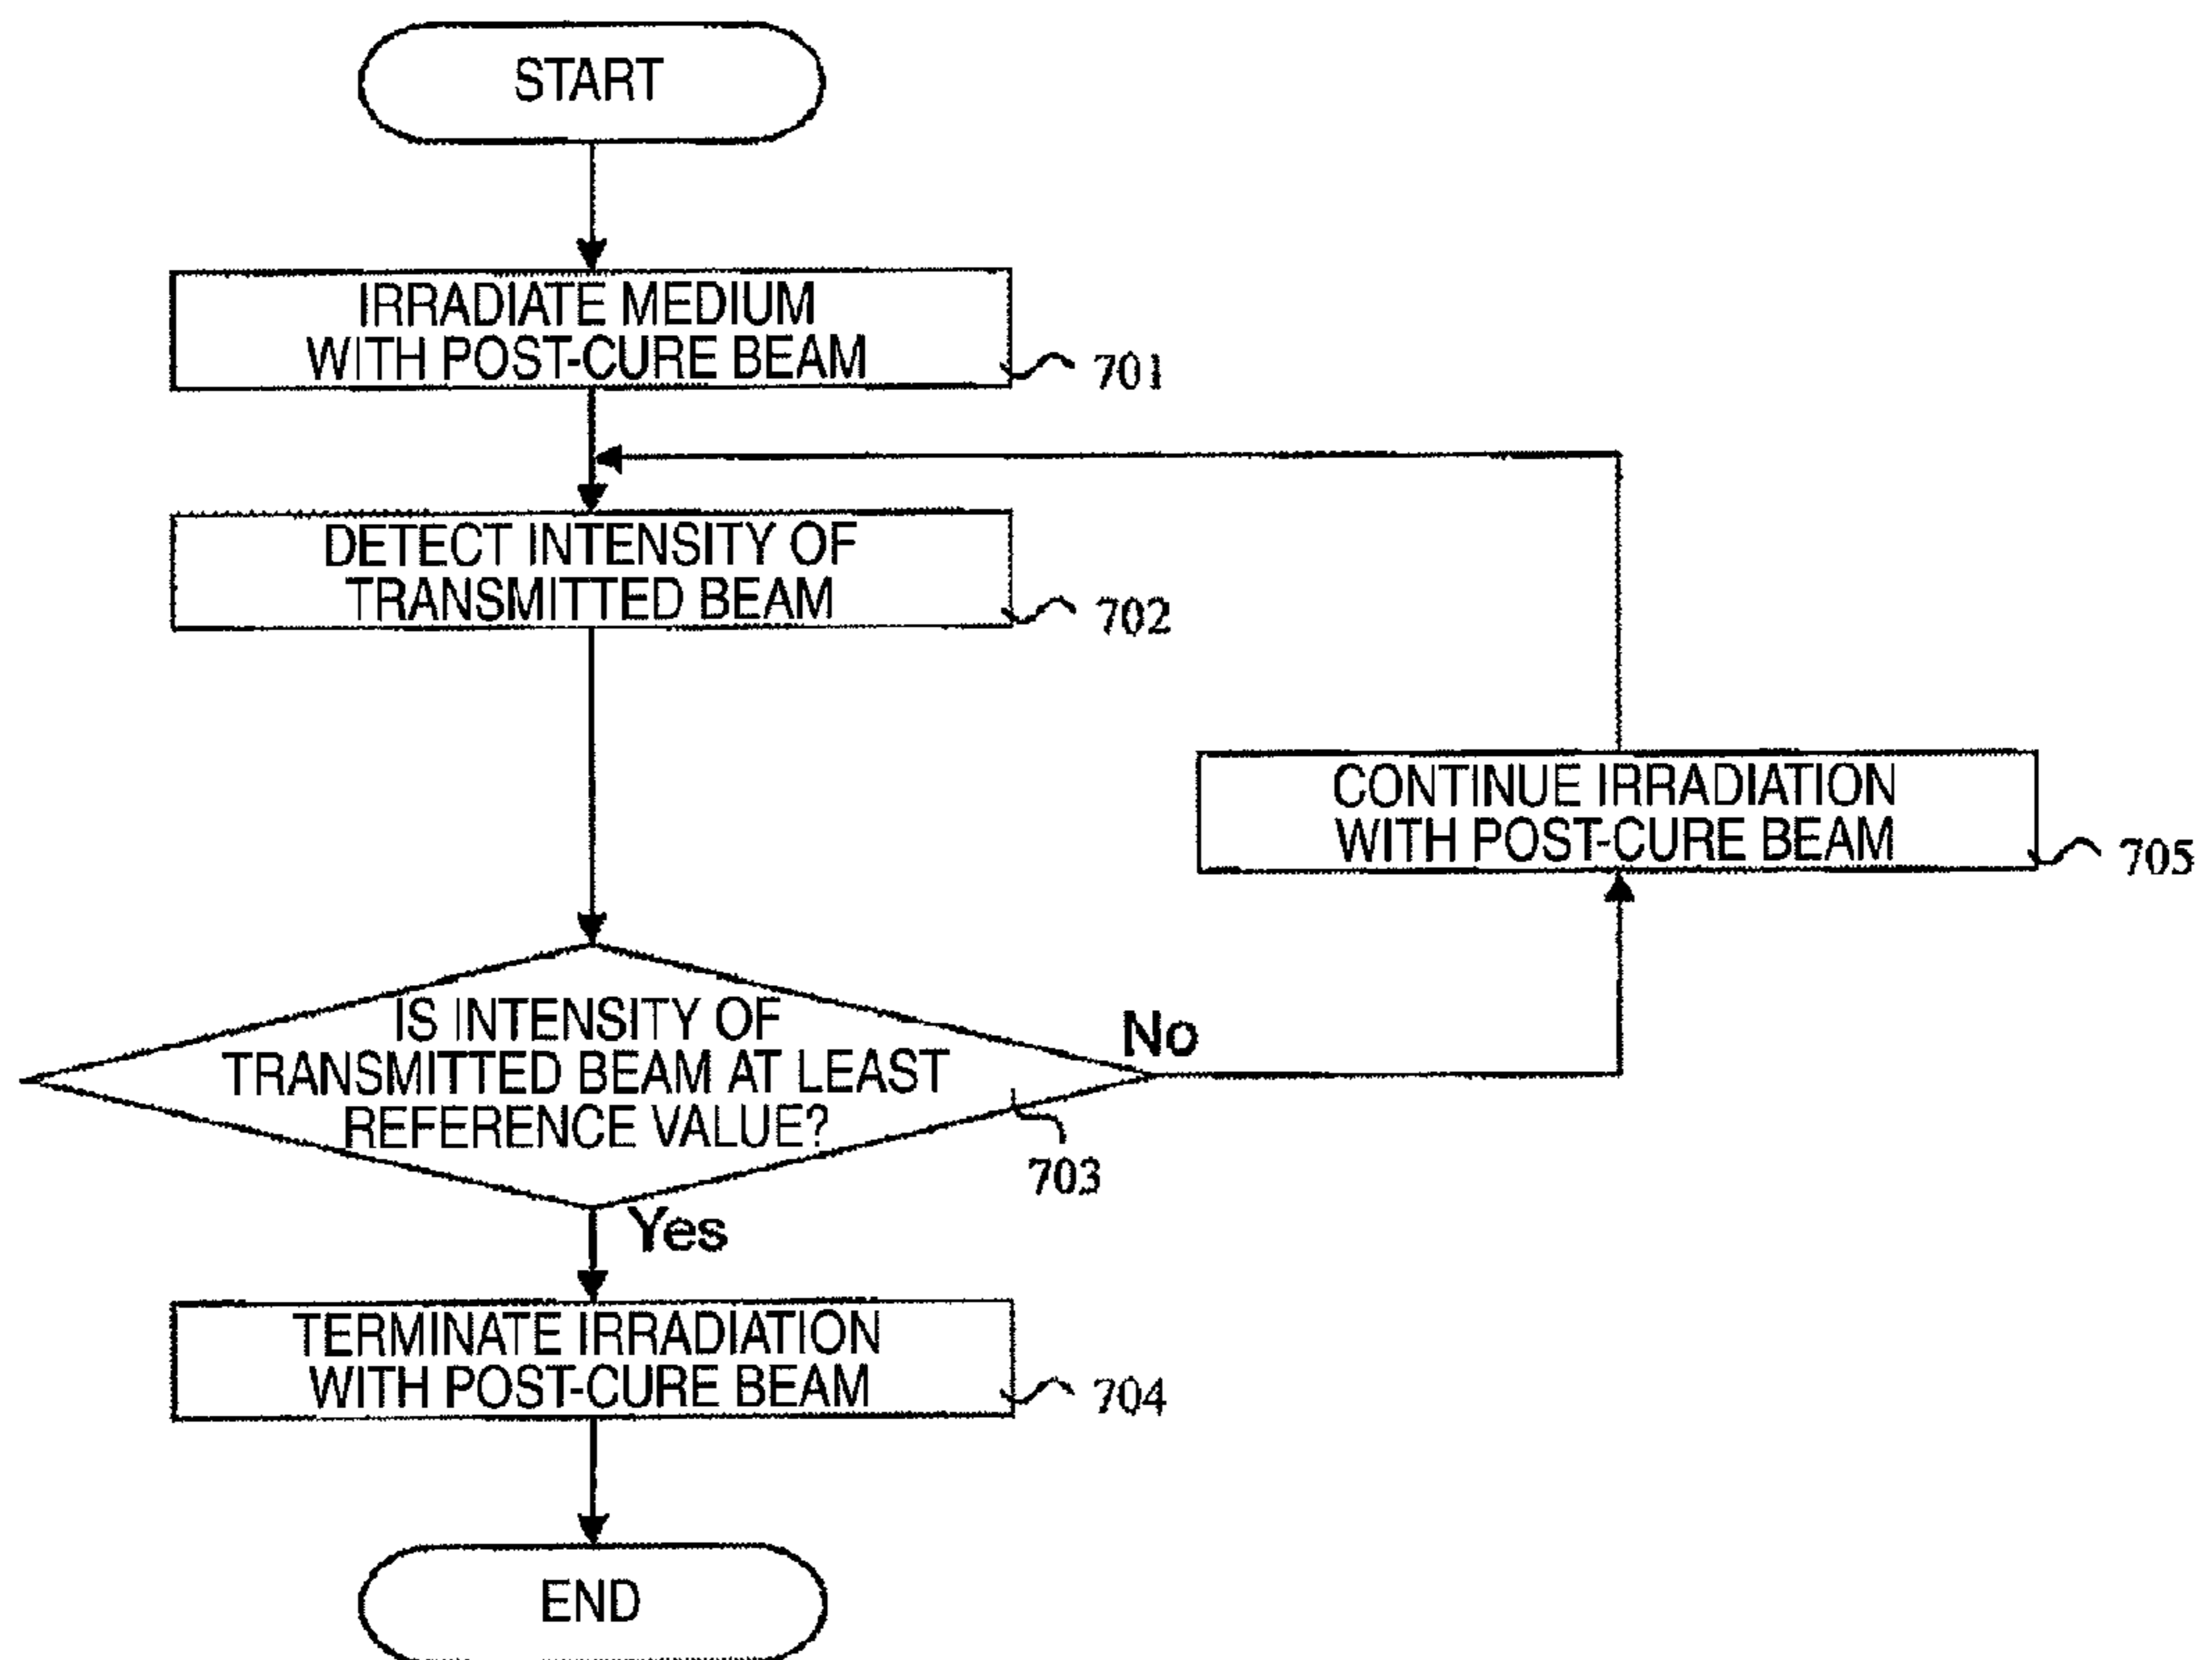 START
IRRADIATE MEDIUM
WITH POST-CURE BEAM
701
DETECT INTENSITY OF
TRANSMITTED BEAM
702
CONTINUE IRRADIATION
WITH POST-CURE BEAM
705
IS INTENSITY OF
TRANSMITTED BEAM AT LEAST
REFERENCE VALUE?
No
703
Yes
TERMINATE IRRADIATION
WITH POST-CURE BEAM
704
END